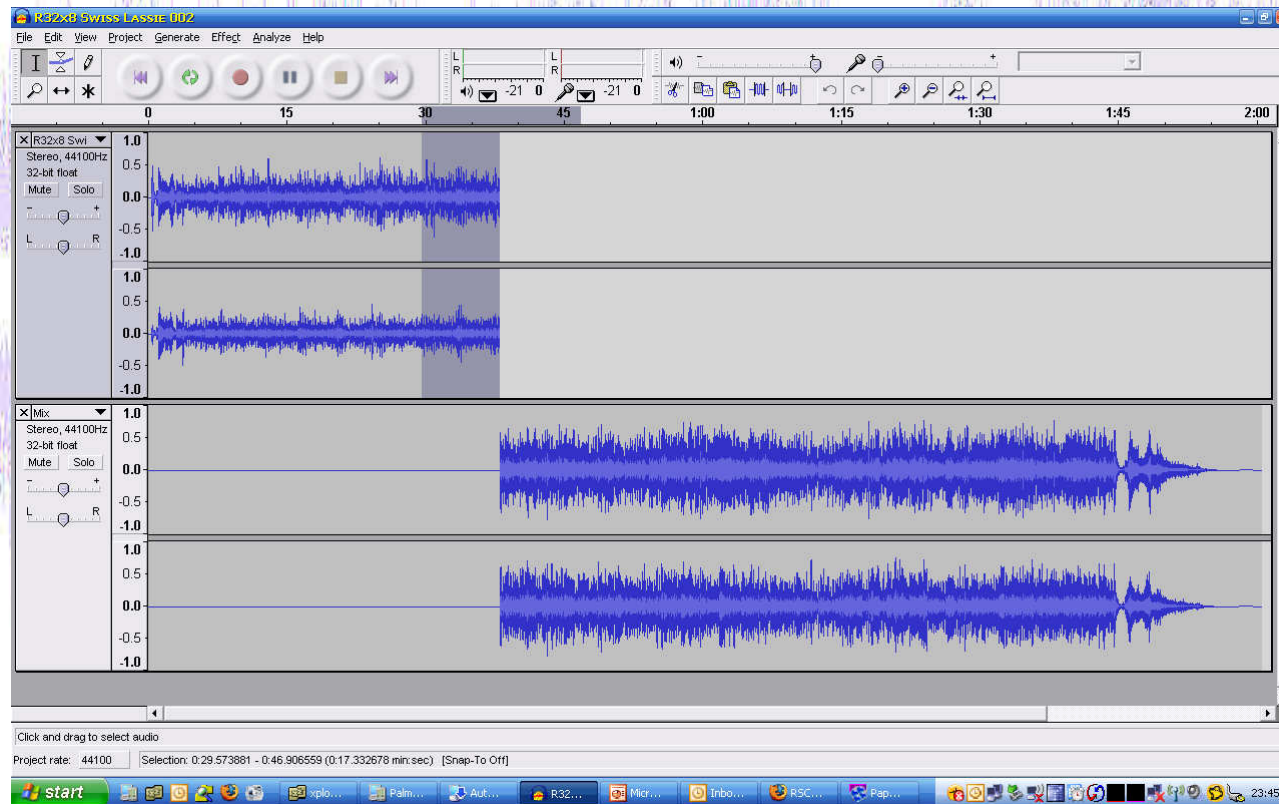 R32x8 Swiss Lassie 002
File Edit View Project Generate Effect Analyze Help
L
R
-21 0
L
R
-21 0
- +
- +
0 15 30 45 1:00 1:15 1:30 1:45 2:00
R32x8 Swi
Stereo, 44100Hz
32-bit float
Mute Solo
- +
L R
1.0
0.5
0.0
-0.5
-1.0
1.0
0.5
0.0
-0.5
-1.0
Mix
Stereo, 44100Hz
32-bit float
Mute Solo
- +
L R
1.0
0.5
0.0
-0.5
-1.0
1.0
0.5
0.0
-0.5
-1.0
Click and drag to select audio
Project rate: 44100 Selection: 0:29.573881 - 0:46.906559 (0:17.332678 min:sec) [Snap-To Off]
start xplo... Palm... Aut... R32... Micr... Inbo... RSC... Pap... 23:45